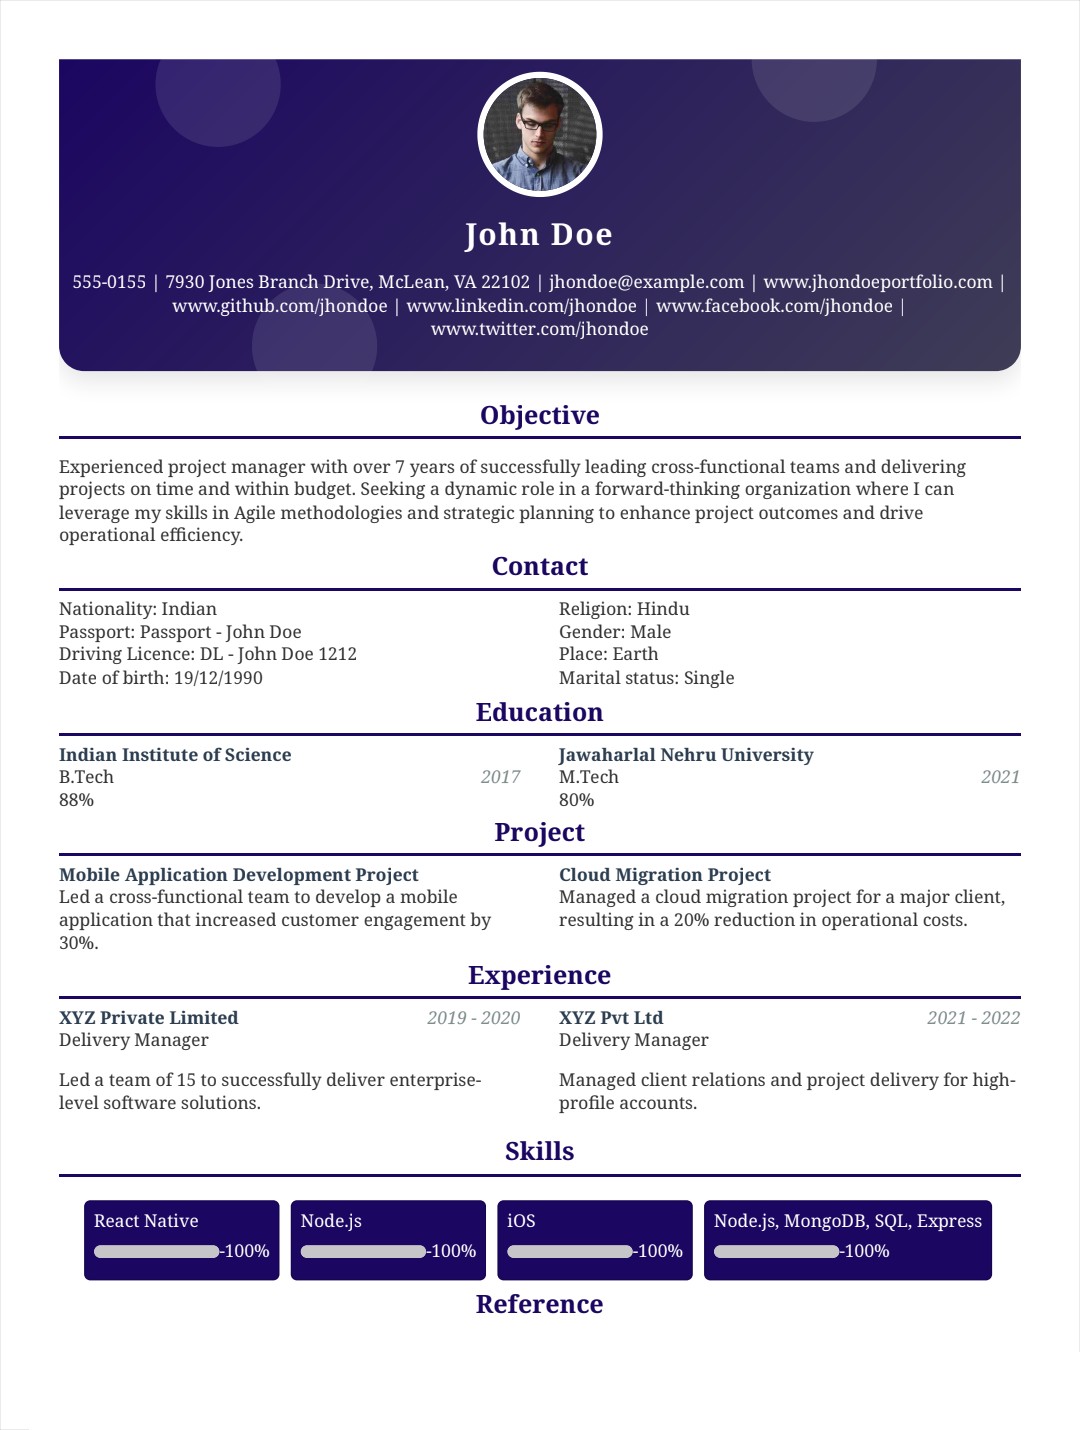 John Doe
555-0155 | 7930 Jones Branch Drive, McLean, VA 22102 | jhondoe@example.com | www.jhondoeportfolio.com |
www.github.com/jhondoe | www.linkedin.com/jhondoe | www.facebook.com/jhondoe |
www.twitter.com/jhondoe
Objective
Experienced project manager with over 7 years of successfully leading cross-functional teams and delivering
projects on time and within budget. Seeking a dynamic role in a forward-thinking organization where I can
leverage my skills in Agile methodologies and strategic planning to enhance project outcomes and drive
operational efficiency.
Contact
Nationality: Indian
Passport: Passport - John Doe
Driving Licence: DL - John Doe 1212
Date of birth: 19/12/1990
Religion: Hindu
Gender: Male
Place: Earth
Marital status: Single
Education
Indian Institute of Science
B.Tech 2017
88%
Jawaharlal Nehru University
M.Tech 2021
80%
Project
Mobile Application Development Project
Led a cross-functional team to develop a mobile
application that increased customer engagement by
30%.
Cloud Migration Project
Managed a cloud migration project for a major client,
resulting in a 20% reduction in operational costs.
Experience
XYZ Private Limited 2019 - 2020
Delivery Manager
Led a team of 15 to successfully deliver enterprise-
level software solutions.
XYZ Pvt Ltd 2021 - 2022
Delivery Manager
Managed client relations and project delivery for high-
profile accounts.
Skills
React Native
-100%
Node.js
-100%
iOS
-100%
Node.js, MongoDB, SQL, Express
-100%
Reference